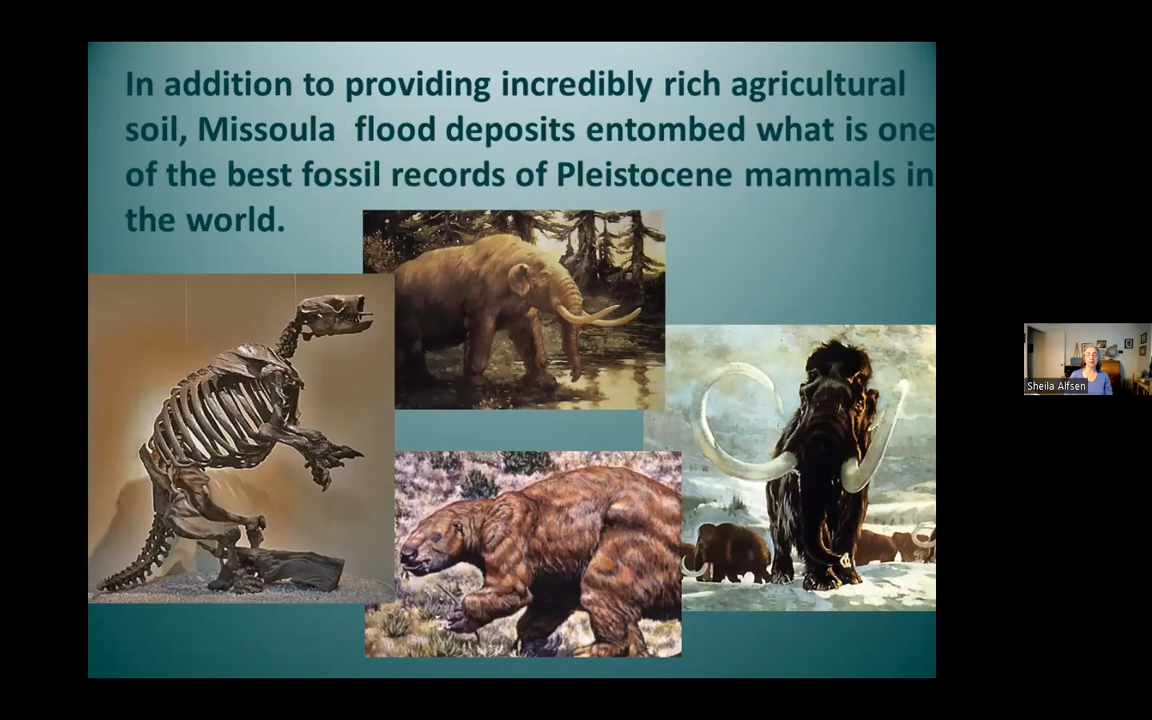 In addition to providing incredibly rich agricultural
soil, Missoula  flood deposits entombed what is one
of the best fossil records of Pleistocene mammals in
the world.
Sheila Alfsen